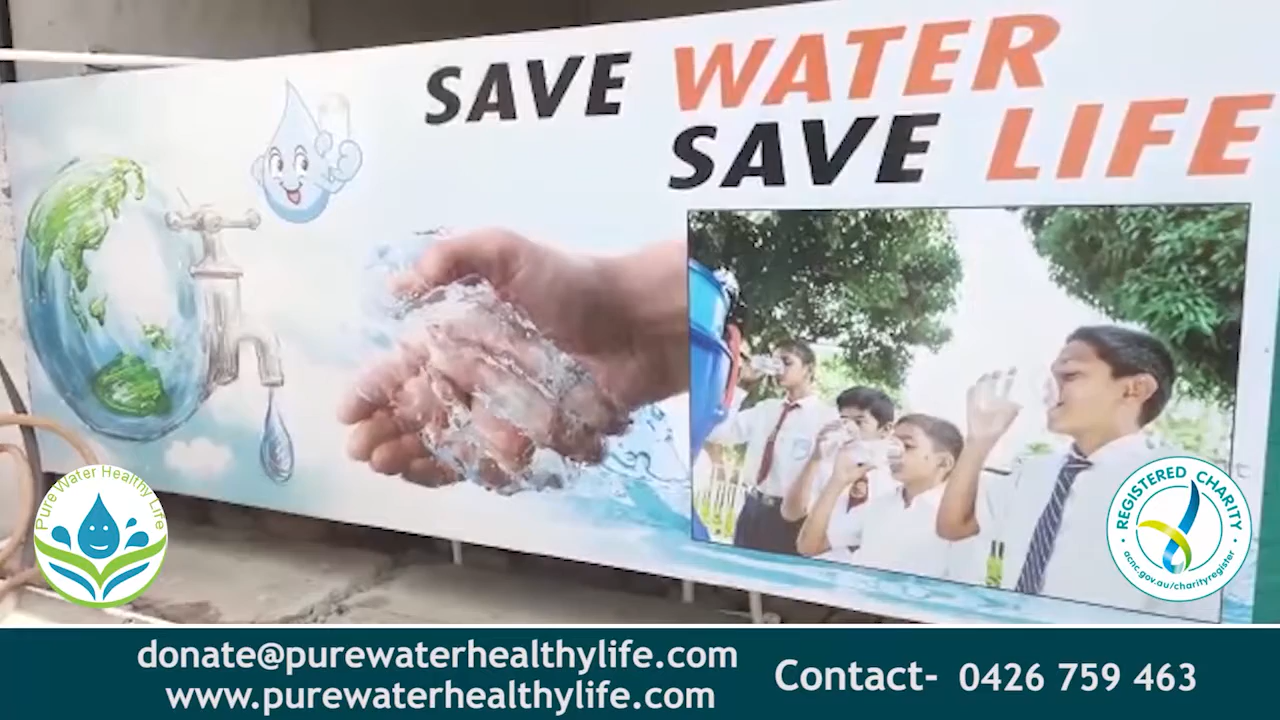 SAVE WATER
SAVE LIFE
Pure Water Healthy Life
REGISTERED CHARITY
acnc.gov.au/charityregister
donate@purewaterhealthylife.com
www.purewaterhealthylife.com
Contact- 0426 759 463